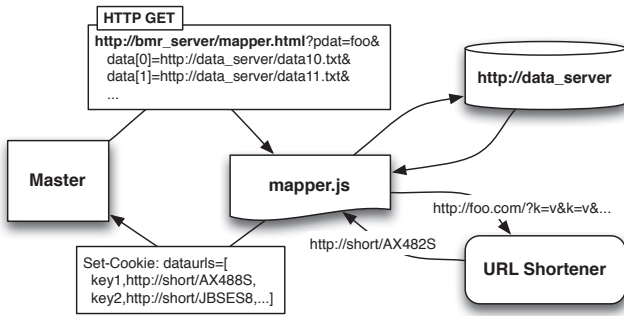 HTTP GET
http://bmr_server/mapper.html?pdat=foo&
data[0]=http://data_server/data10.txt&
data[1]=http://data_server/data11.txt&
...
http://data_server
Master
mapper.js
http://foo.com/?k=v&k=v&...
http://short/AX482S
URL Shortener
Set-Cookie: dataurls=[
key1,http://short/AX488S,
key2,http://short/JBSES8,...]